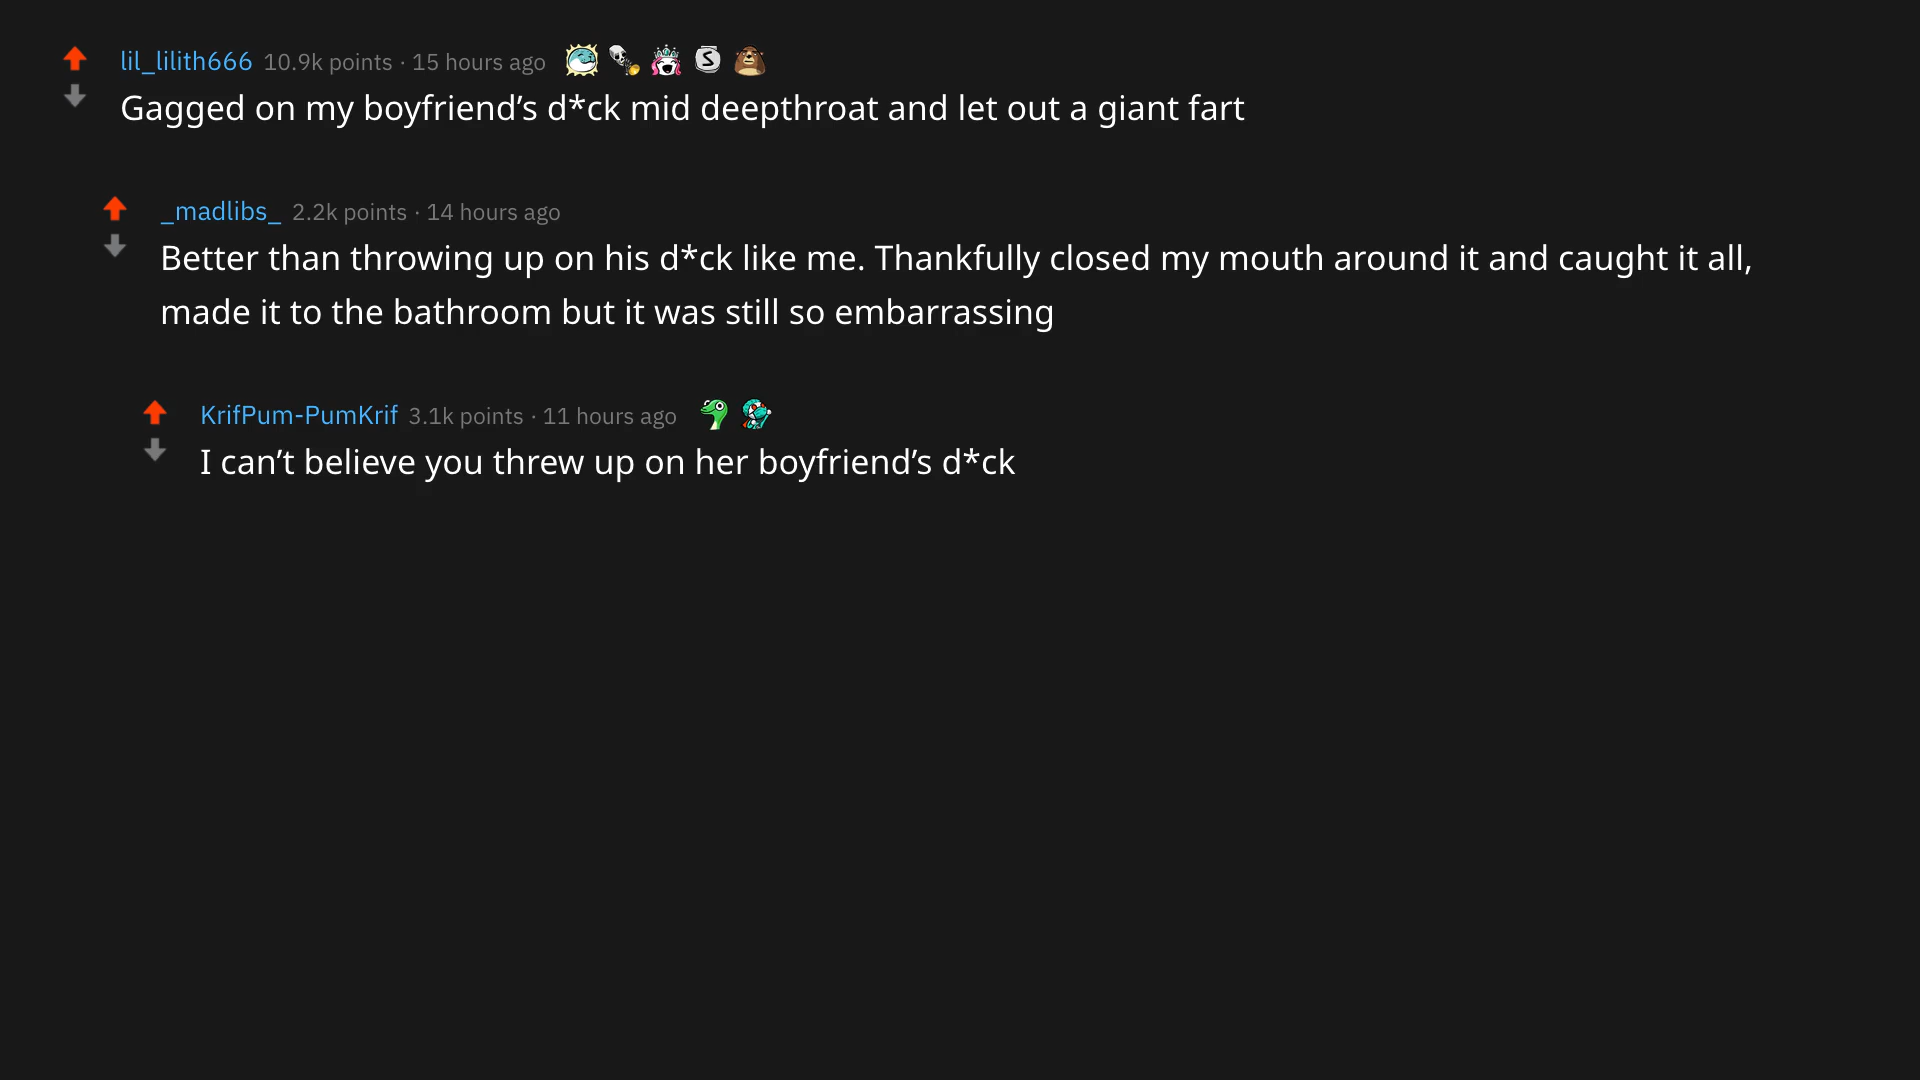 lil_lilith666 10.9k points · 15 hours ago
Gagged on my boyfriend’s d*ck mid deepthroat and let out a giant fart
_madlibs_ 2.2k points · 14 hours ago
Better than throwing up on his d*ck like me. Thankfully closed my mouth around it and caught it all,
made it to the bathroom but it was still so embarrassing
KrifPum-PumKrif 3.1k points · 11 hours ago
I can’t believe you threw up on her boyfriend’s d*ck